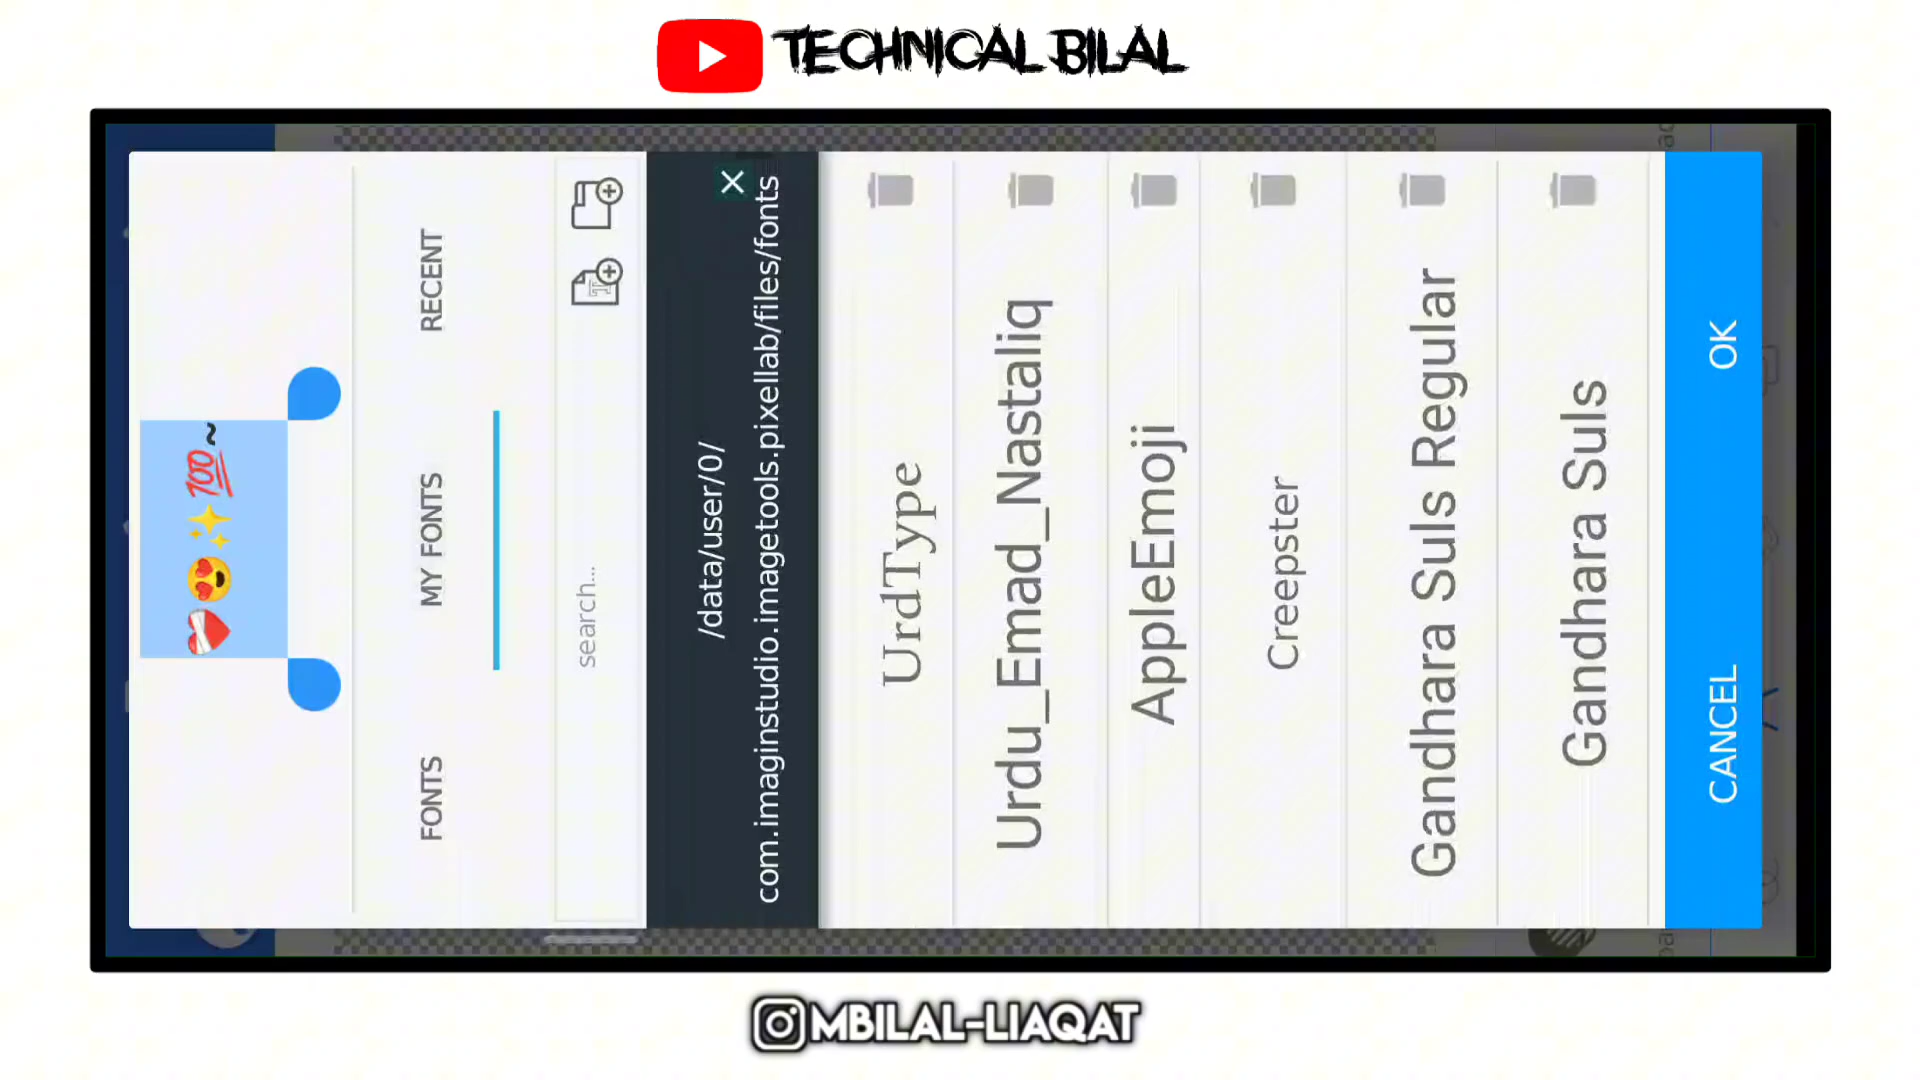 TECHNICAL BILAL
❤️‍🩹😍✨💯~
FONTS MY FONTS RECENT
search...
/data/user/0/
com.imaginstudio.imagetools.pixellab/files/fonts
UrdType
Urdu_Emad_Nastaliq
AppleEmoji
Creepster
Gandhara Suls Regular
Gandhara Suls
CANCEL OK
MBILAL-LIAQAT